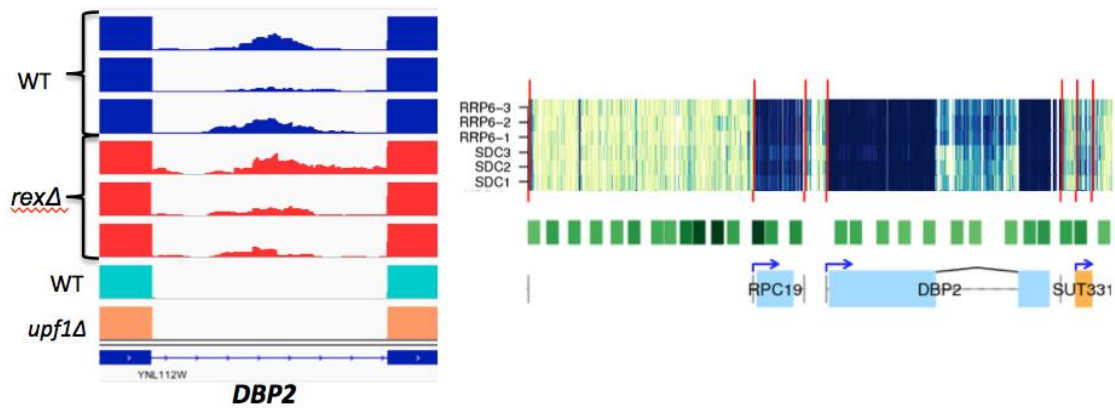 WT
rexΔ
WT
upf1Δ
YNL112W
DBP2
RRP6-3
RRP6-2
RRP6-1
SDC3
SDC2
SDC1
RPC19
DBP2
SUT331